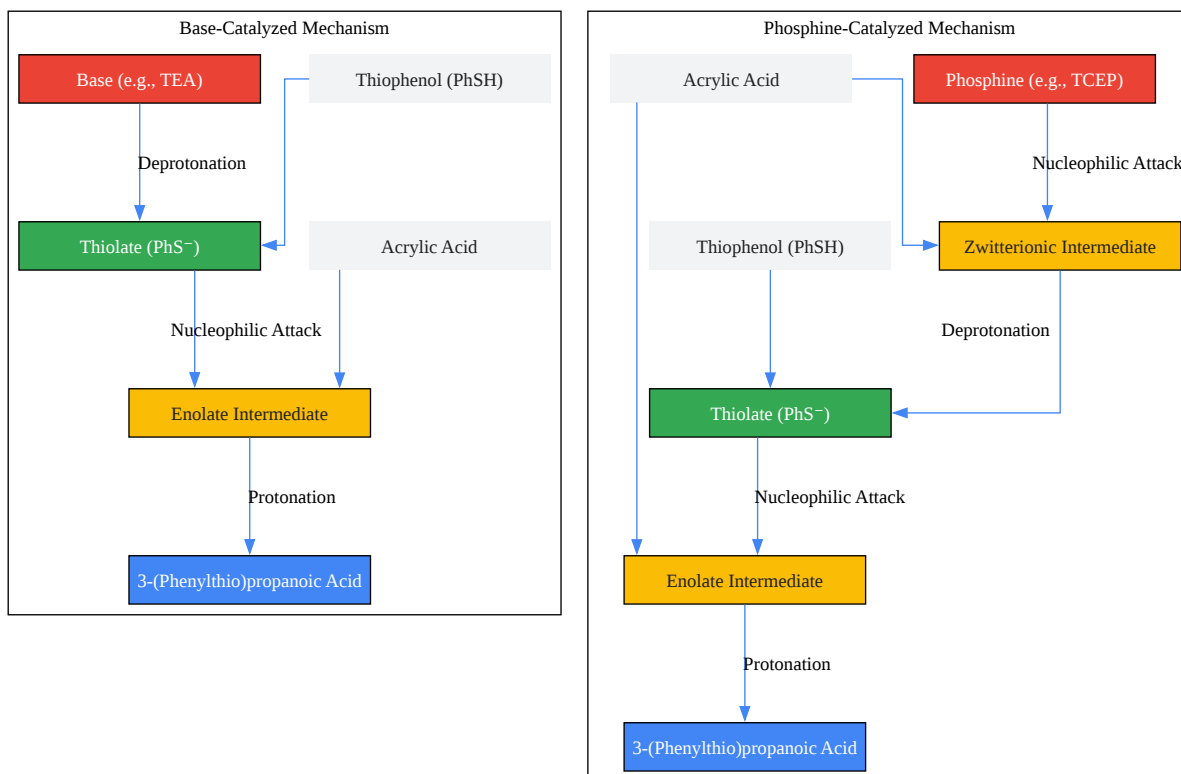 Base-Catalyzed Mechanism
Base (e.g., TEA)
Thiophenol (PhSH)
Deprotonation
Thiolate (PhS⁻)
Acrylic Acid
Nucleophilic Attack
Enolate Intermediate
Protonation
3-(Phenylthio)propanoic Acid
Phosphine-Catalyzed Mechanism
Acrylic Acid
Phosphine (e.g., TCEP)
Nucleophilic Attack
Thiophenol (PhSH)
Zwitterionic Intermediate
Deprotonation
Thiolate (PhS⁻)
Nucleophilic Attack
Enolate Intermediate
Protonation
3-(Phenylthio)propanoic Acid